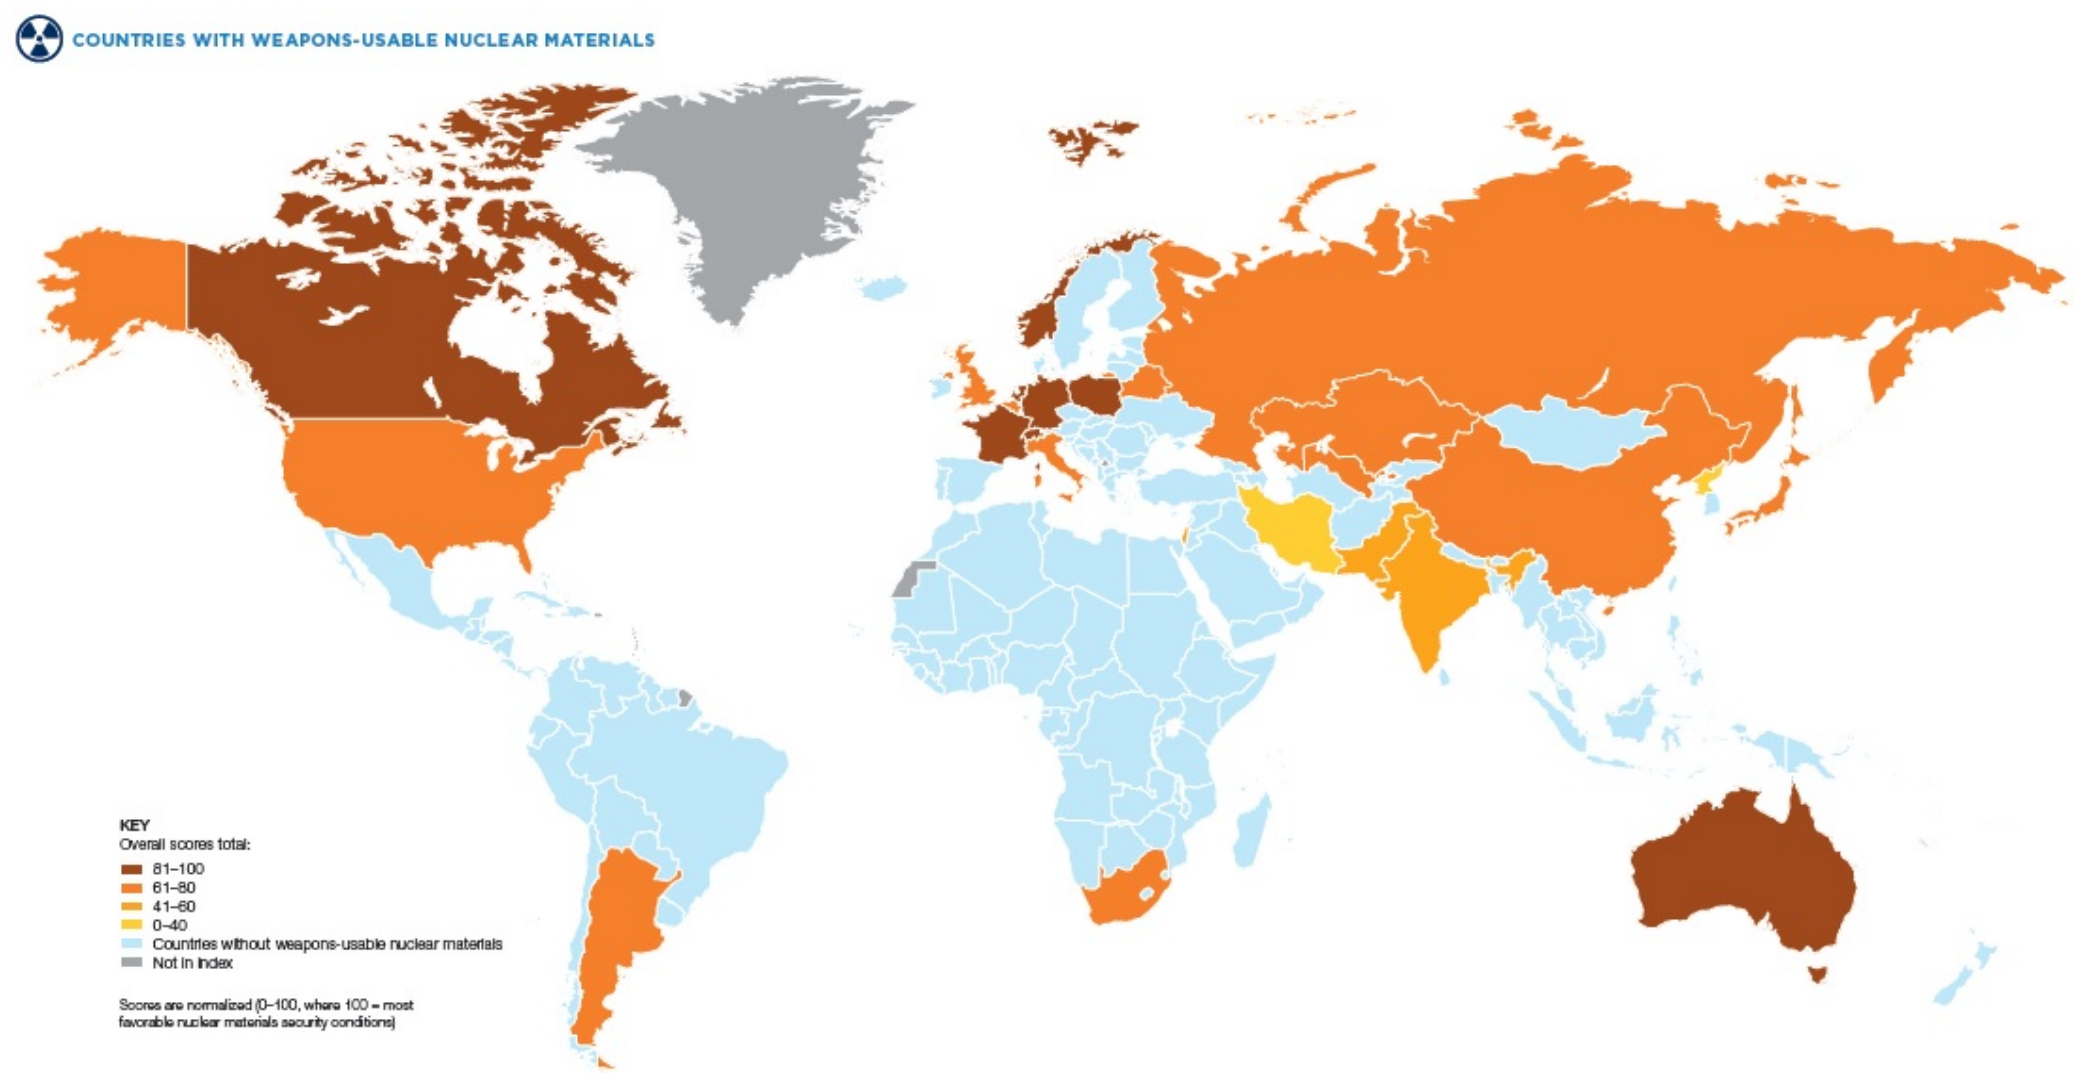 COUNTRIES WITH WEAPONS-USABLE NUCLEAR MATERIALS
KEY
Overall scores total:
81–100
61–80
41–60
0–40
Countries without weapons-usable nuclear materials
Not in Index
Scores are normalized (0–100, where 100 = most
favorable nuclear materials security conditions)